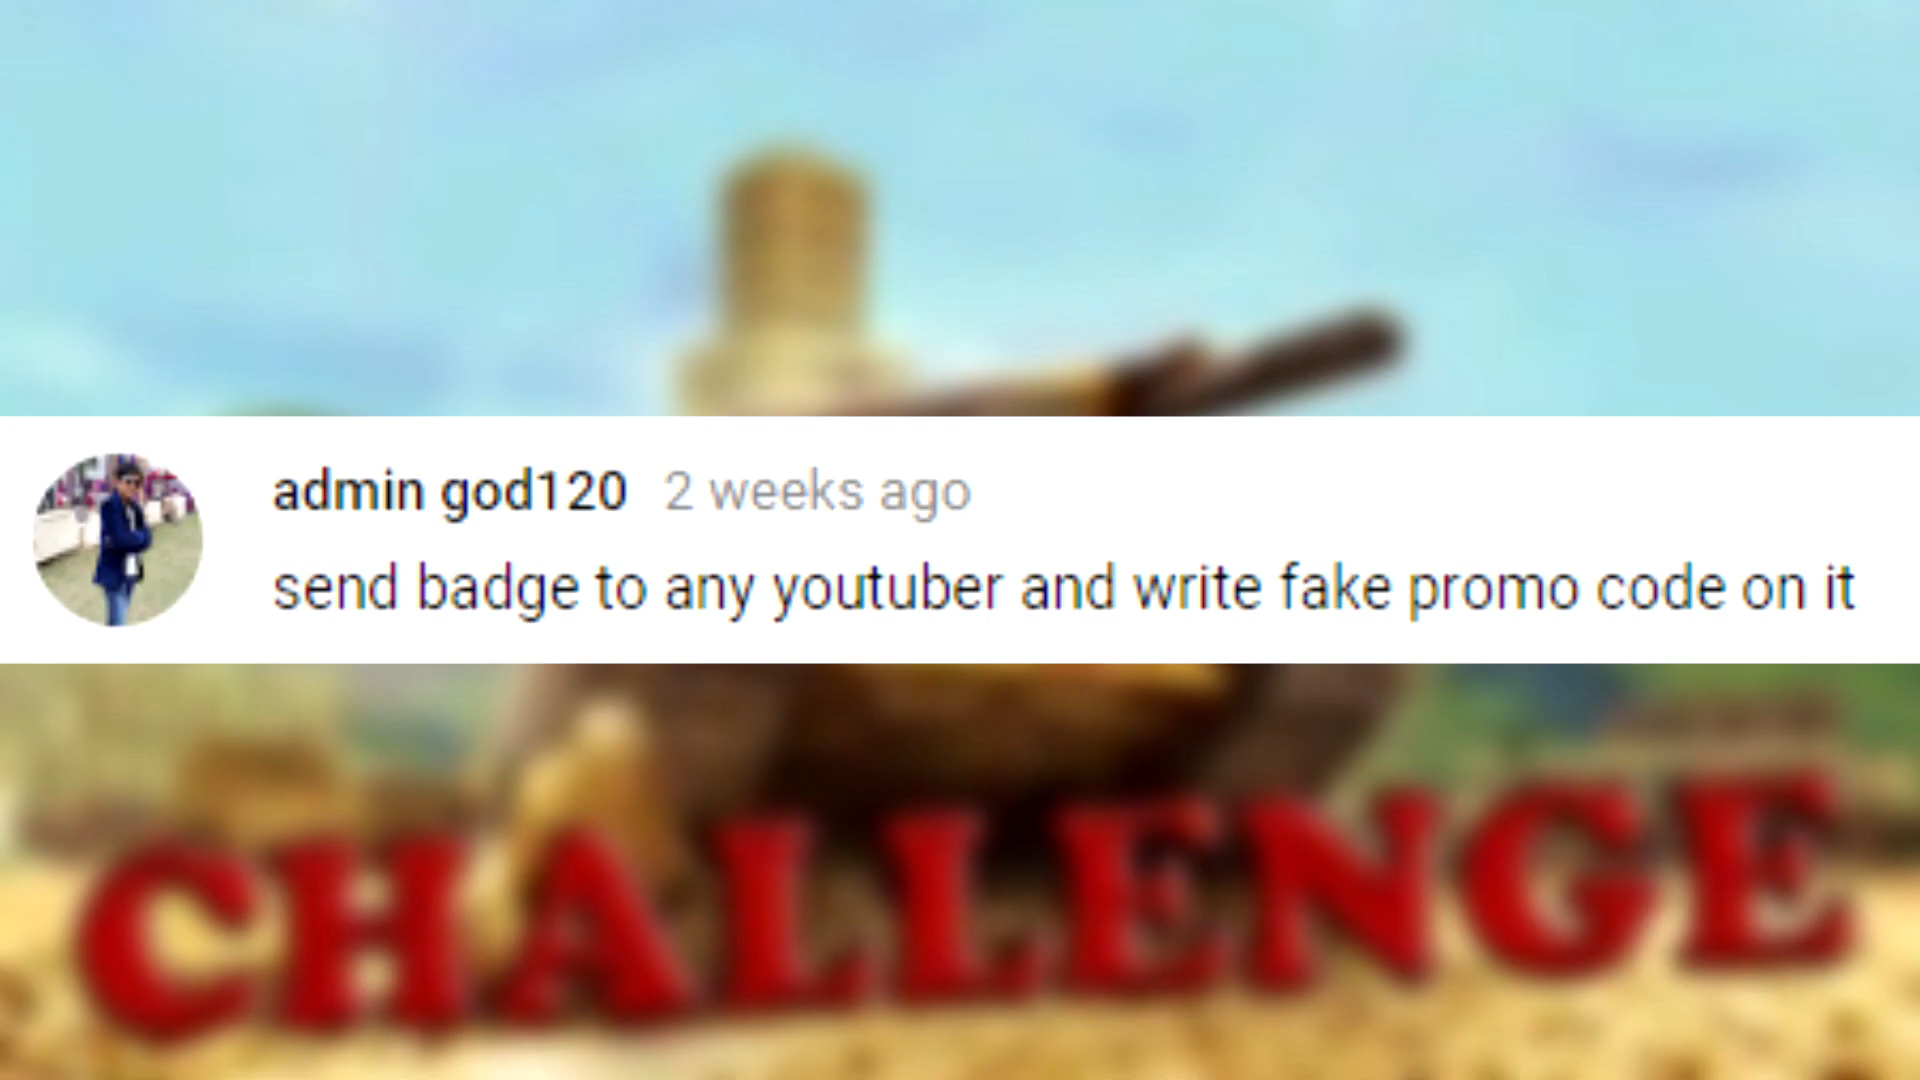 admin god120 2 weeks ago
send badge to any youtuber and write fake promo code on it
CHALLENGE